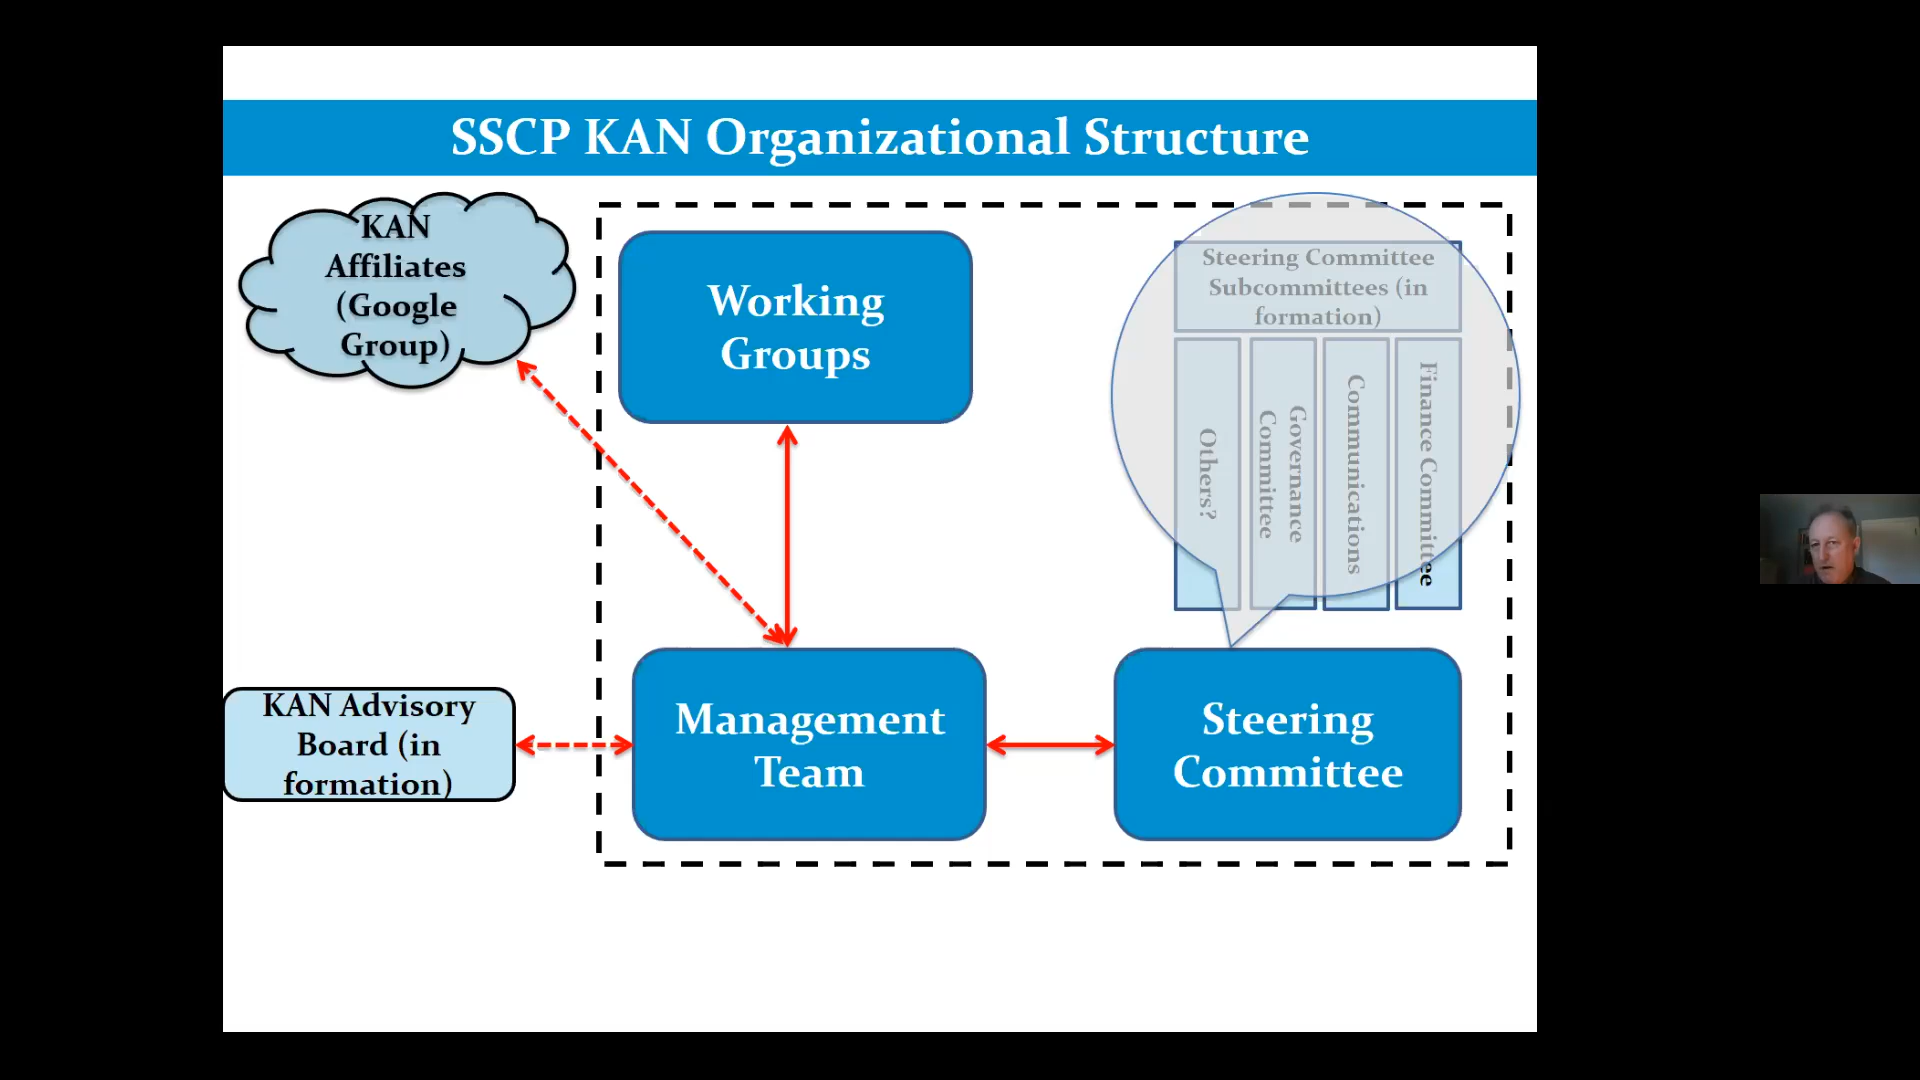 SSCP KAN Organizational Structure
KAN
Affiliates
(Google
Group)
Working
Groups
Steering Committee
Subcommittees (in
formation)
Others?
Governance
Committee
Communications
Finance Committee
KAN Advisory
Board (in
formation)
Management
Team
Steering
Committee